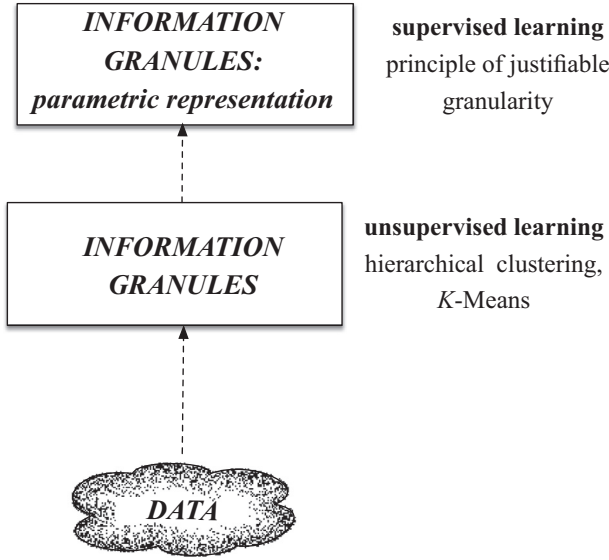 INFORMATION
GRANULES:
parametric representation
supervised learning
principle of justifiable
granularity
INFORMATION
GRANULES
unsupervised learning
hierarchical clustering,
K-Means
DATA